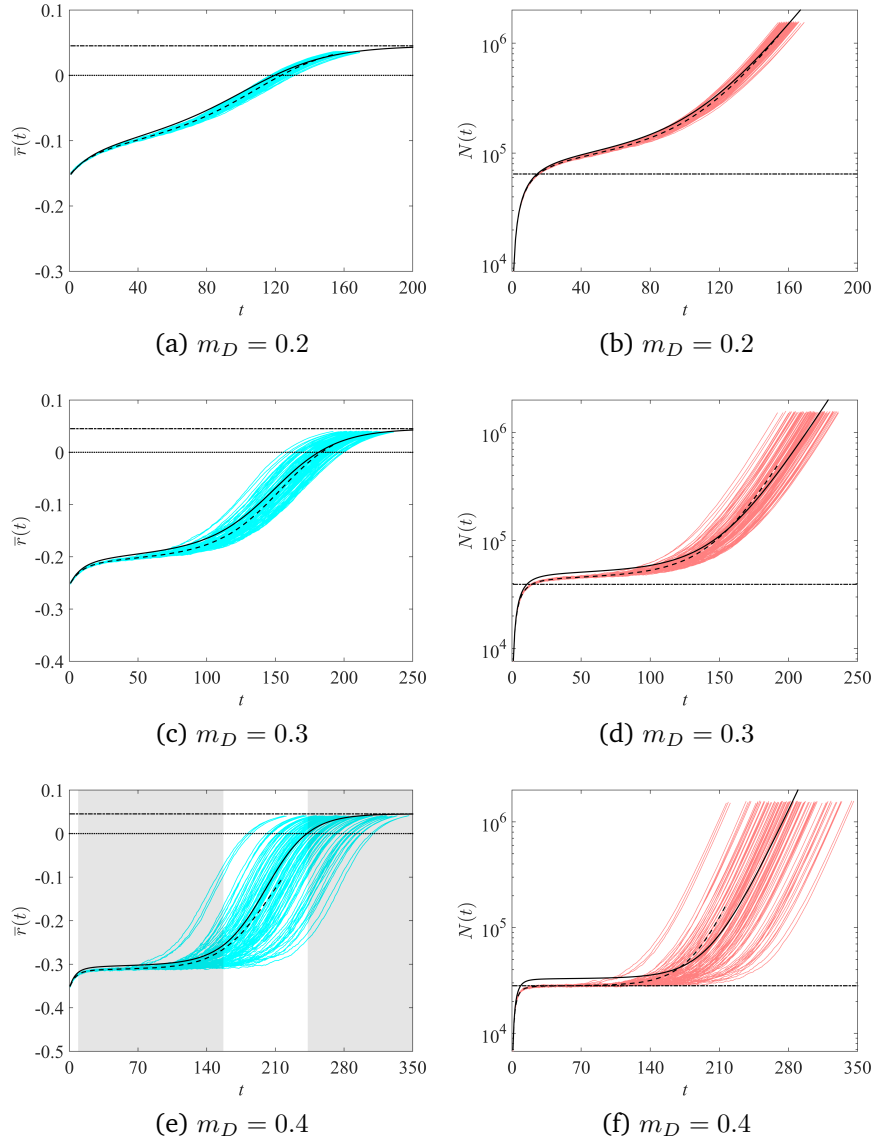 0.1
0
-0.1
-0.2
-0.3
r̅(t)
0 40 80 120 160 200
t
(a) m_D = 0.2
10^6
10^5
10^4
N(t)
0 40 80 120 160 200
t
(b) m_D = 0.2
0.1
0
-0.1
-0.2
-0.3
-0.4
r̅(t)
0 50 100 150 200 250
t
(c) m_D = 0.3
10^6
10^5
10^4
N(t)
0 50 100 150 200 250
t
(d) m_D = 0.3
0.1
0
-0.1
-0.2
-0.3
-0.4
-0.5
r̅(t)
0 70 140 210 280 350
t
(e) m_D = 0.4
10^6
10^5
10^4
N(t)
0 70 140 210 280 350
t
(f) m_D = 0.4